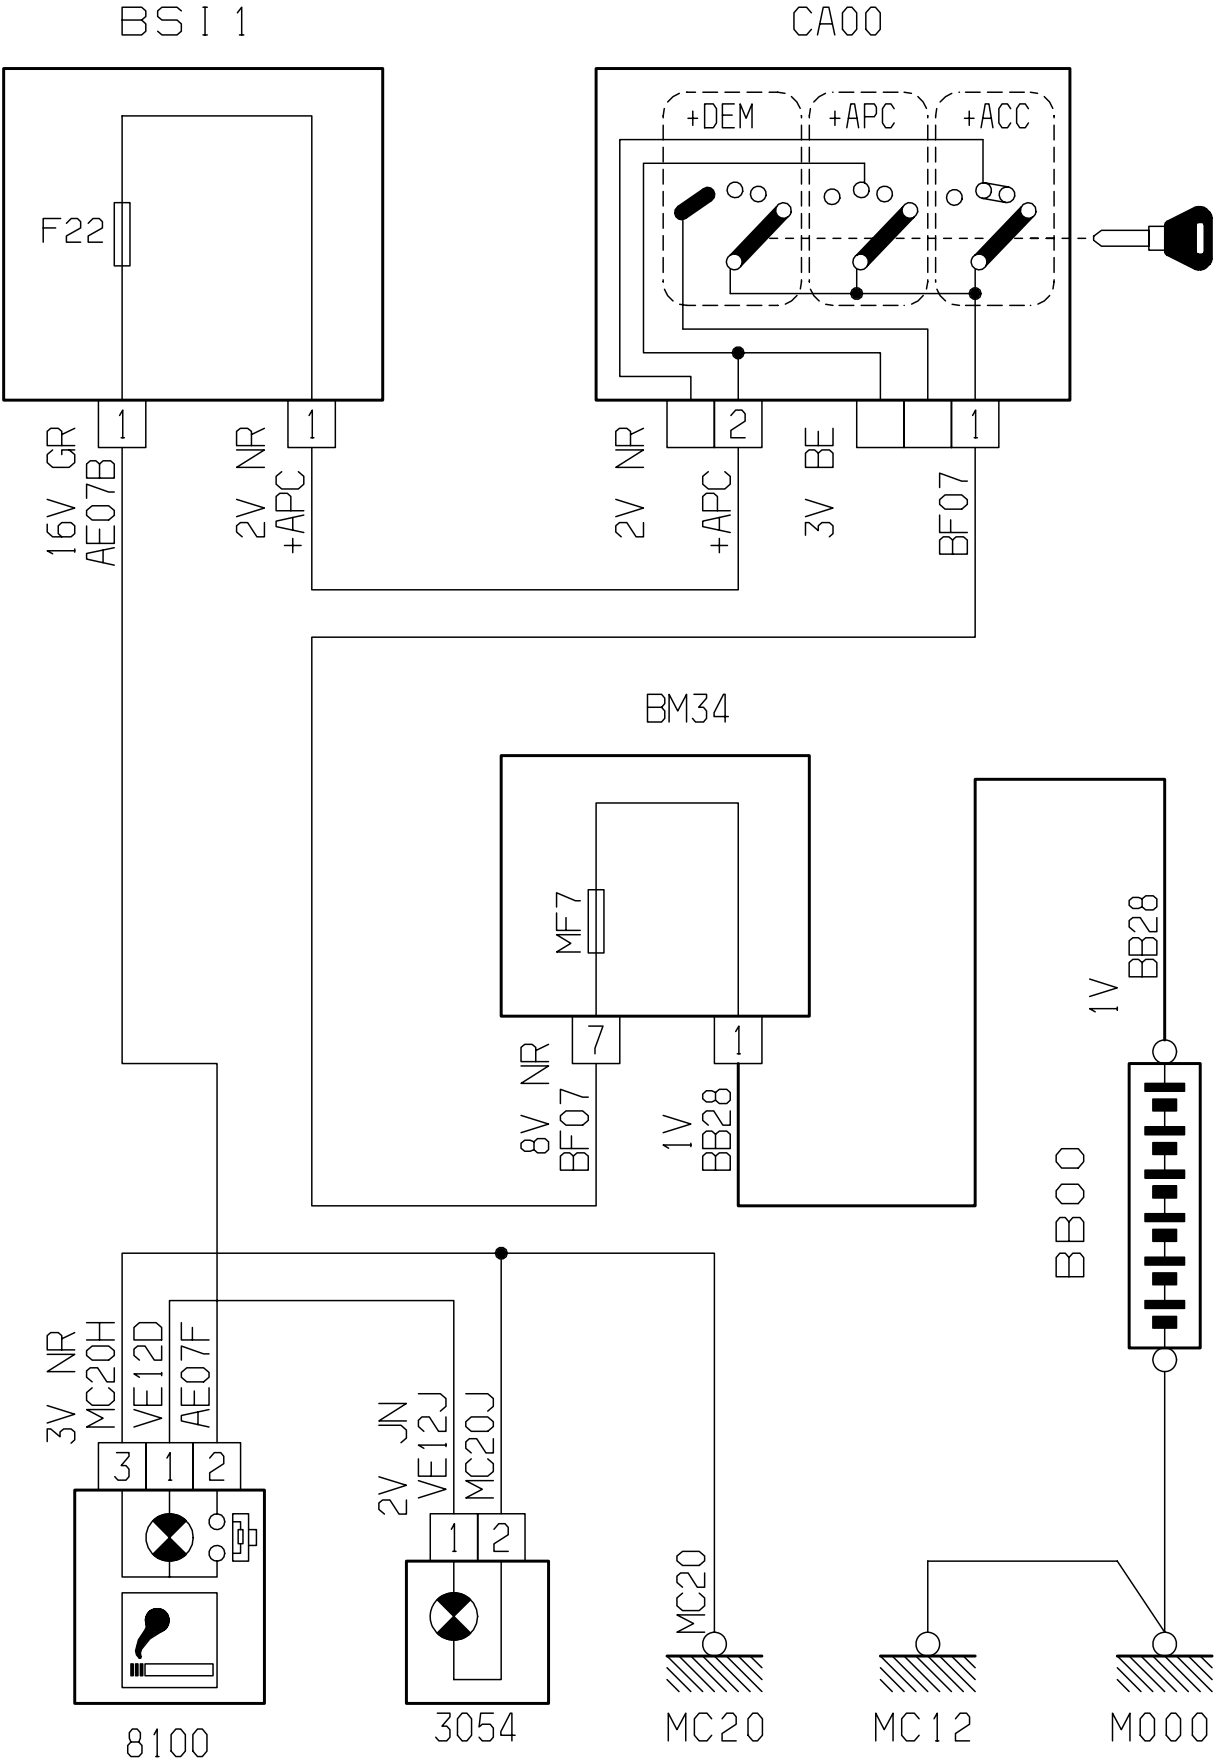 BSI 1
CA00
+DEM
+APC
+ACC
F22
1
1
2
1
16V GR
AE07B
2V NR
+APC
2V NR
+APC
3V BE
BF07
BM34
MF7
7
1
8V NR
BF07
1V
BB28
1V
BB28
BB00
3V NR
MC20H
VE12D
AE07F
3
1
2
2V JN
VE12J
MC20J
1
2
MC20
8100
3054
MC20
MC12
M000